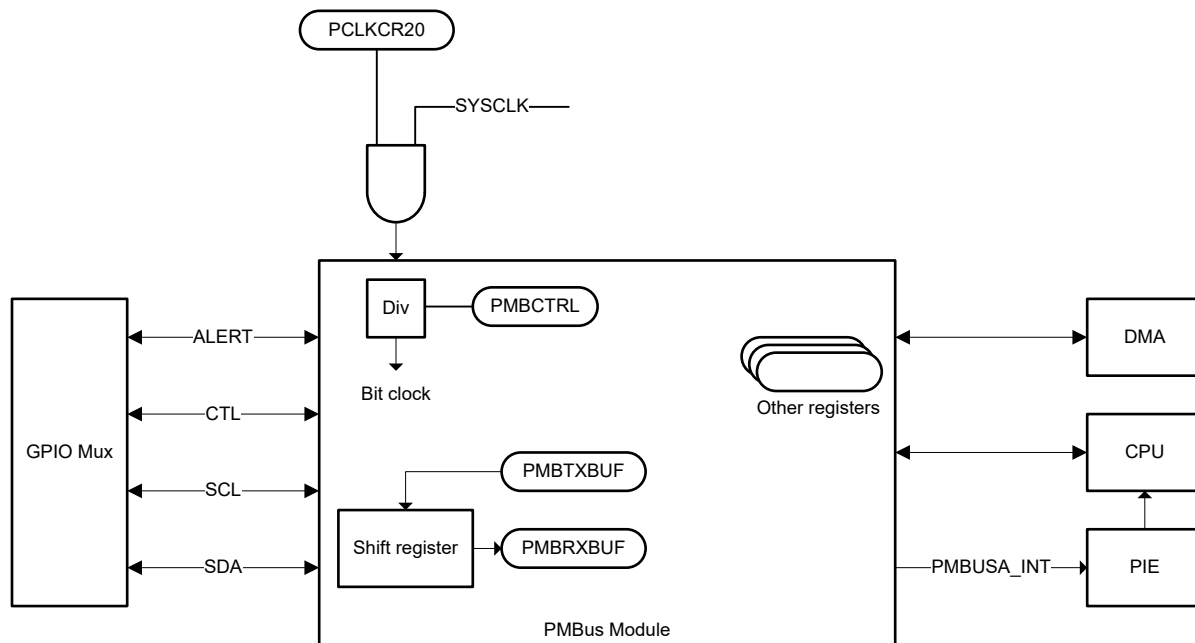 PCLKCR20
SYSCLK
Div
PMBCTRL
ALERT
DMA
Bit clock
Other registers
CTL
GPIO Mux
CPU
PMBTXBUF
SCL
Shift register
PMBRXBUF
SDA
PMBUSA_INT
PIE
PMBus Module